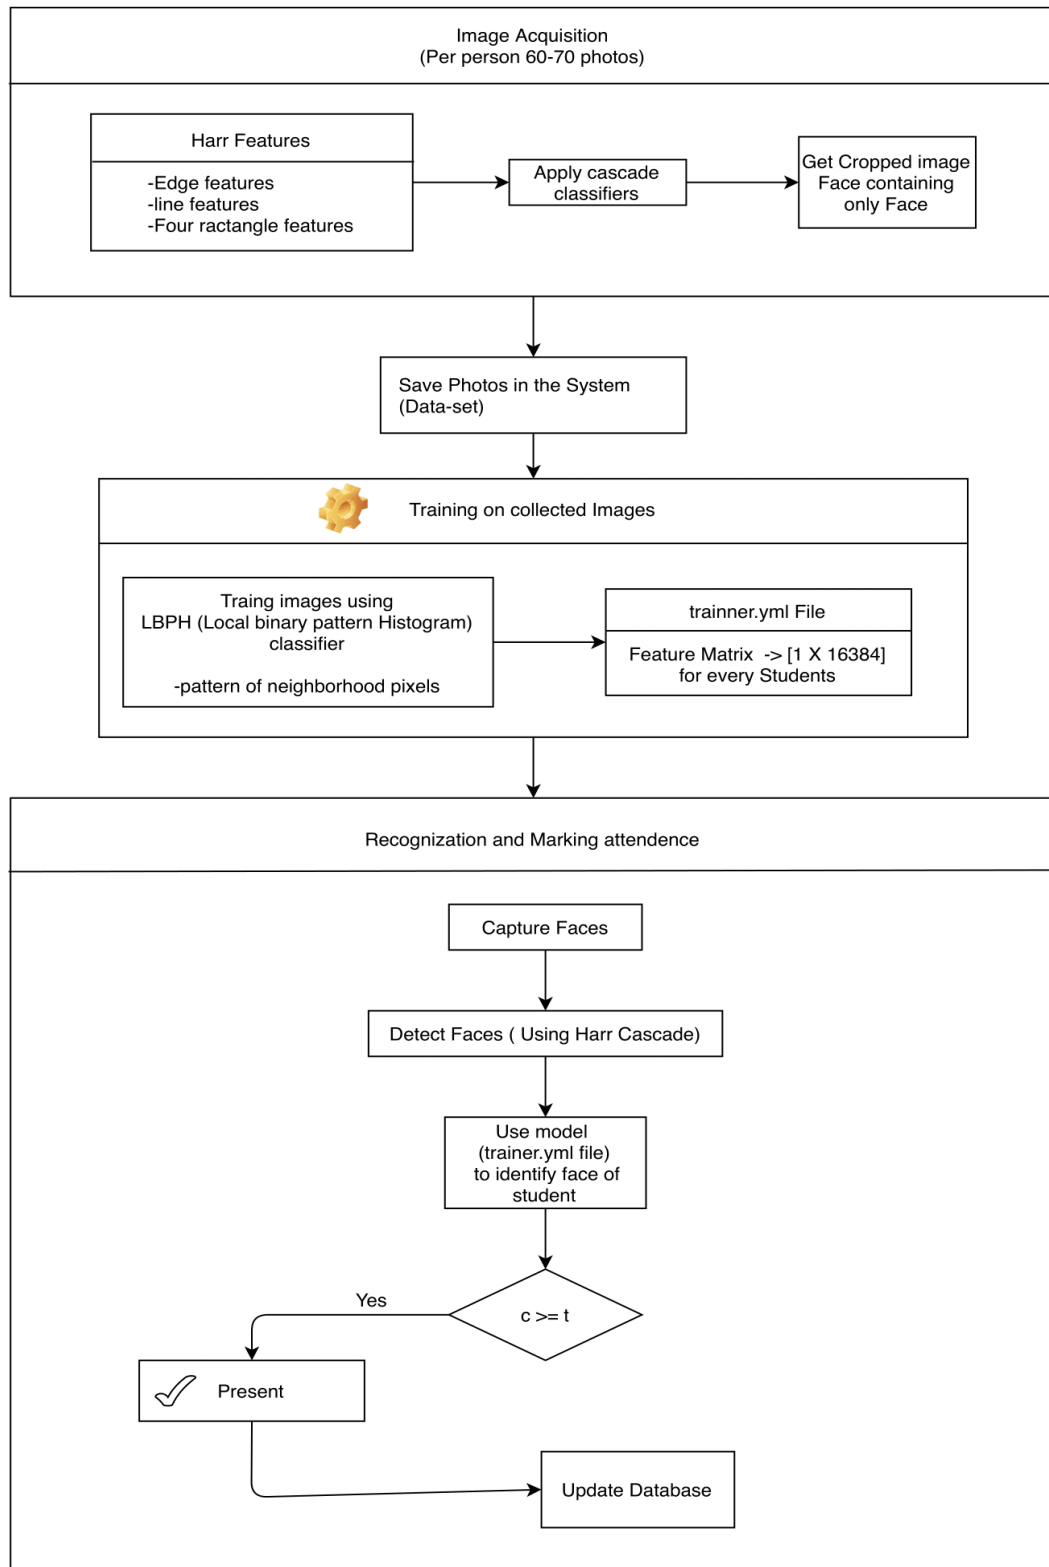 Image Acquisition
(Per person 60-70 photos)
Harr Features
-Edge features
-line features
-Four ractangle features
Apply cascade
classifiers
Get Cropped image
Face containing
only Face
Save Photos in the System
(Data-set)
Training on collected Images
Traing images using
LBPH (Local binary pattern Histogram)
classifier
-pattern of neighborhood pixels
trainner.yml File
Feature Matrix -> [1 X 16384]
for every Students
Recognization and Marking attendence
Capture Faces
Detect Faces ( Using Harr Cascade)
Use model
(trainer.yml file)
to identify face of
student
c >= t
Yes
Present
Update Database